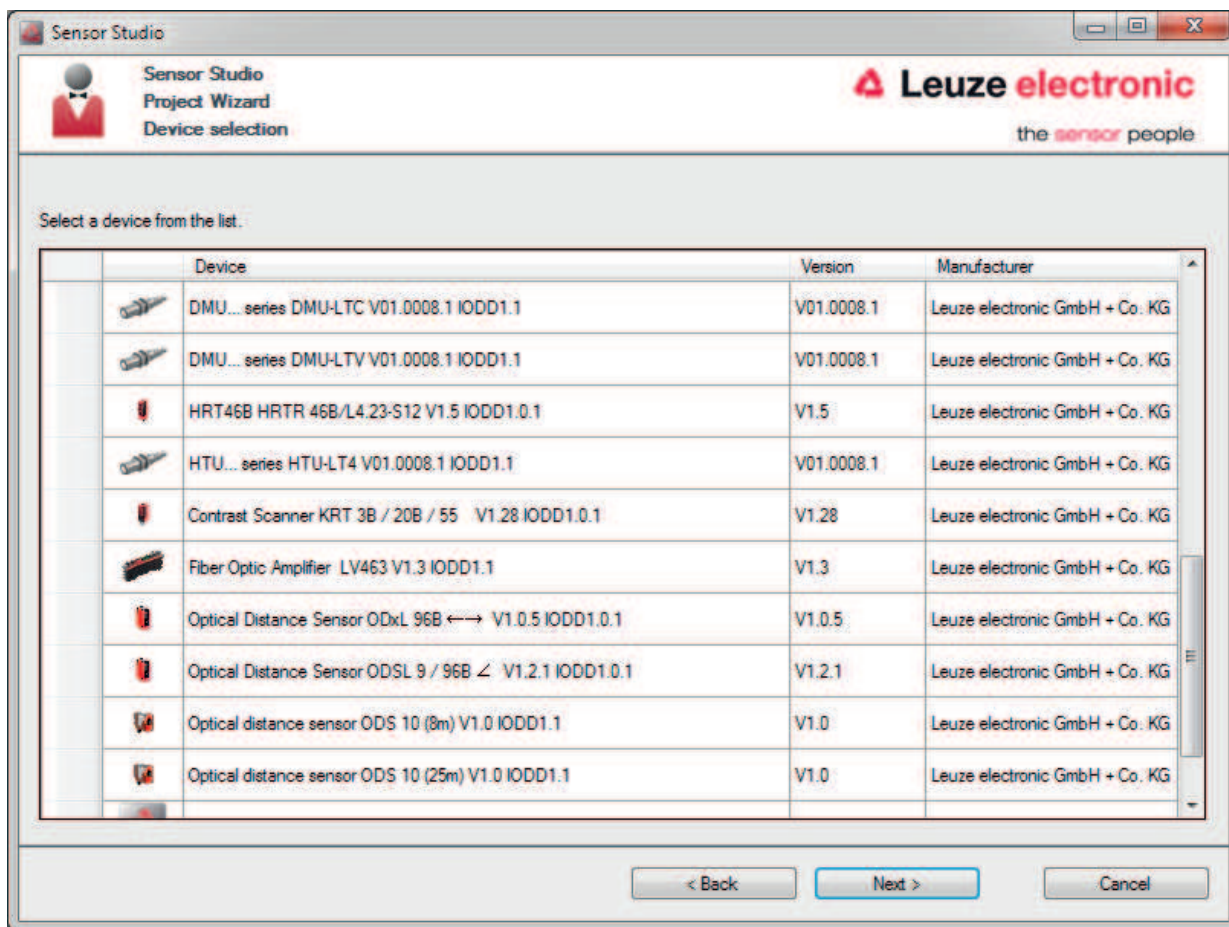 Sensor Studio
Sensor Studio
Project Wizard
Device selection
Leuze electronic
the sensor people
Select a device from the list.
Device Version Manufacturer
DMU... series DMU-LTC V01.0008.1 IODD1.1 V01.0008.1 Leuze electronic GmbH + Co. KG
DMU... series DMU-LTV V01.0008.1 IODD1.1 V01.0008.1 Leuze electronic GmbH + Co. KG
HRT46B HRTR 46B/L4.23-S12 V1.5 IODD1.0.1 V1.5 Leuze electronic GmbH + Co. KG
HTU... series HTU-LT4 V01.0008.1 IODD1.1 V01.0008.1 Leuze electronic GmbH + Co. KG
Contrast Scanner KRT 3B / 20B / 55 V1.28 IODD1.0.1 V1.28 Leuze electronic GmbH + Co. KG
Fiber Optic Amplifier LV463 V1.3 IODD1.1 V1.3 Leuze electronic GmbH + Co. KG
Optical Distance Sensor ODxL 96B ←→ V1.0.5 IODD1.0.1 V1.0.5 Leuze electronic GmbH + Co. KG
Optical Distance Sensor ODSL 9 / 96B ∠ V1.2.1 IODD1.0.1 V1.2.1 Leuze electronic GmbH + Co. KG
Optical distance sensor ODS 10 (8m) V1.0 IODD1.1 V1.0 Leuze electronic GmbH + Co. KG
Optical distance sensor ODS 10 (25m) V1.0 IODD1.1 V1.0 Leuze electronic GmbH + Co. KG
< Back Next > Cancel